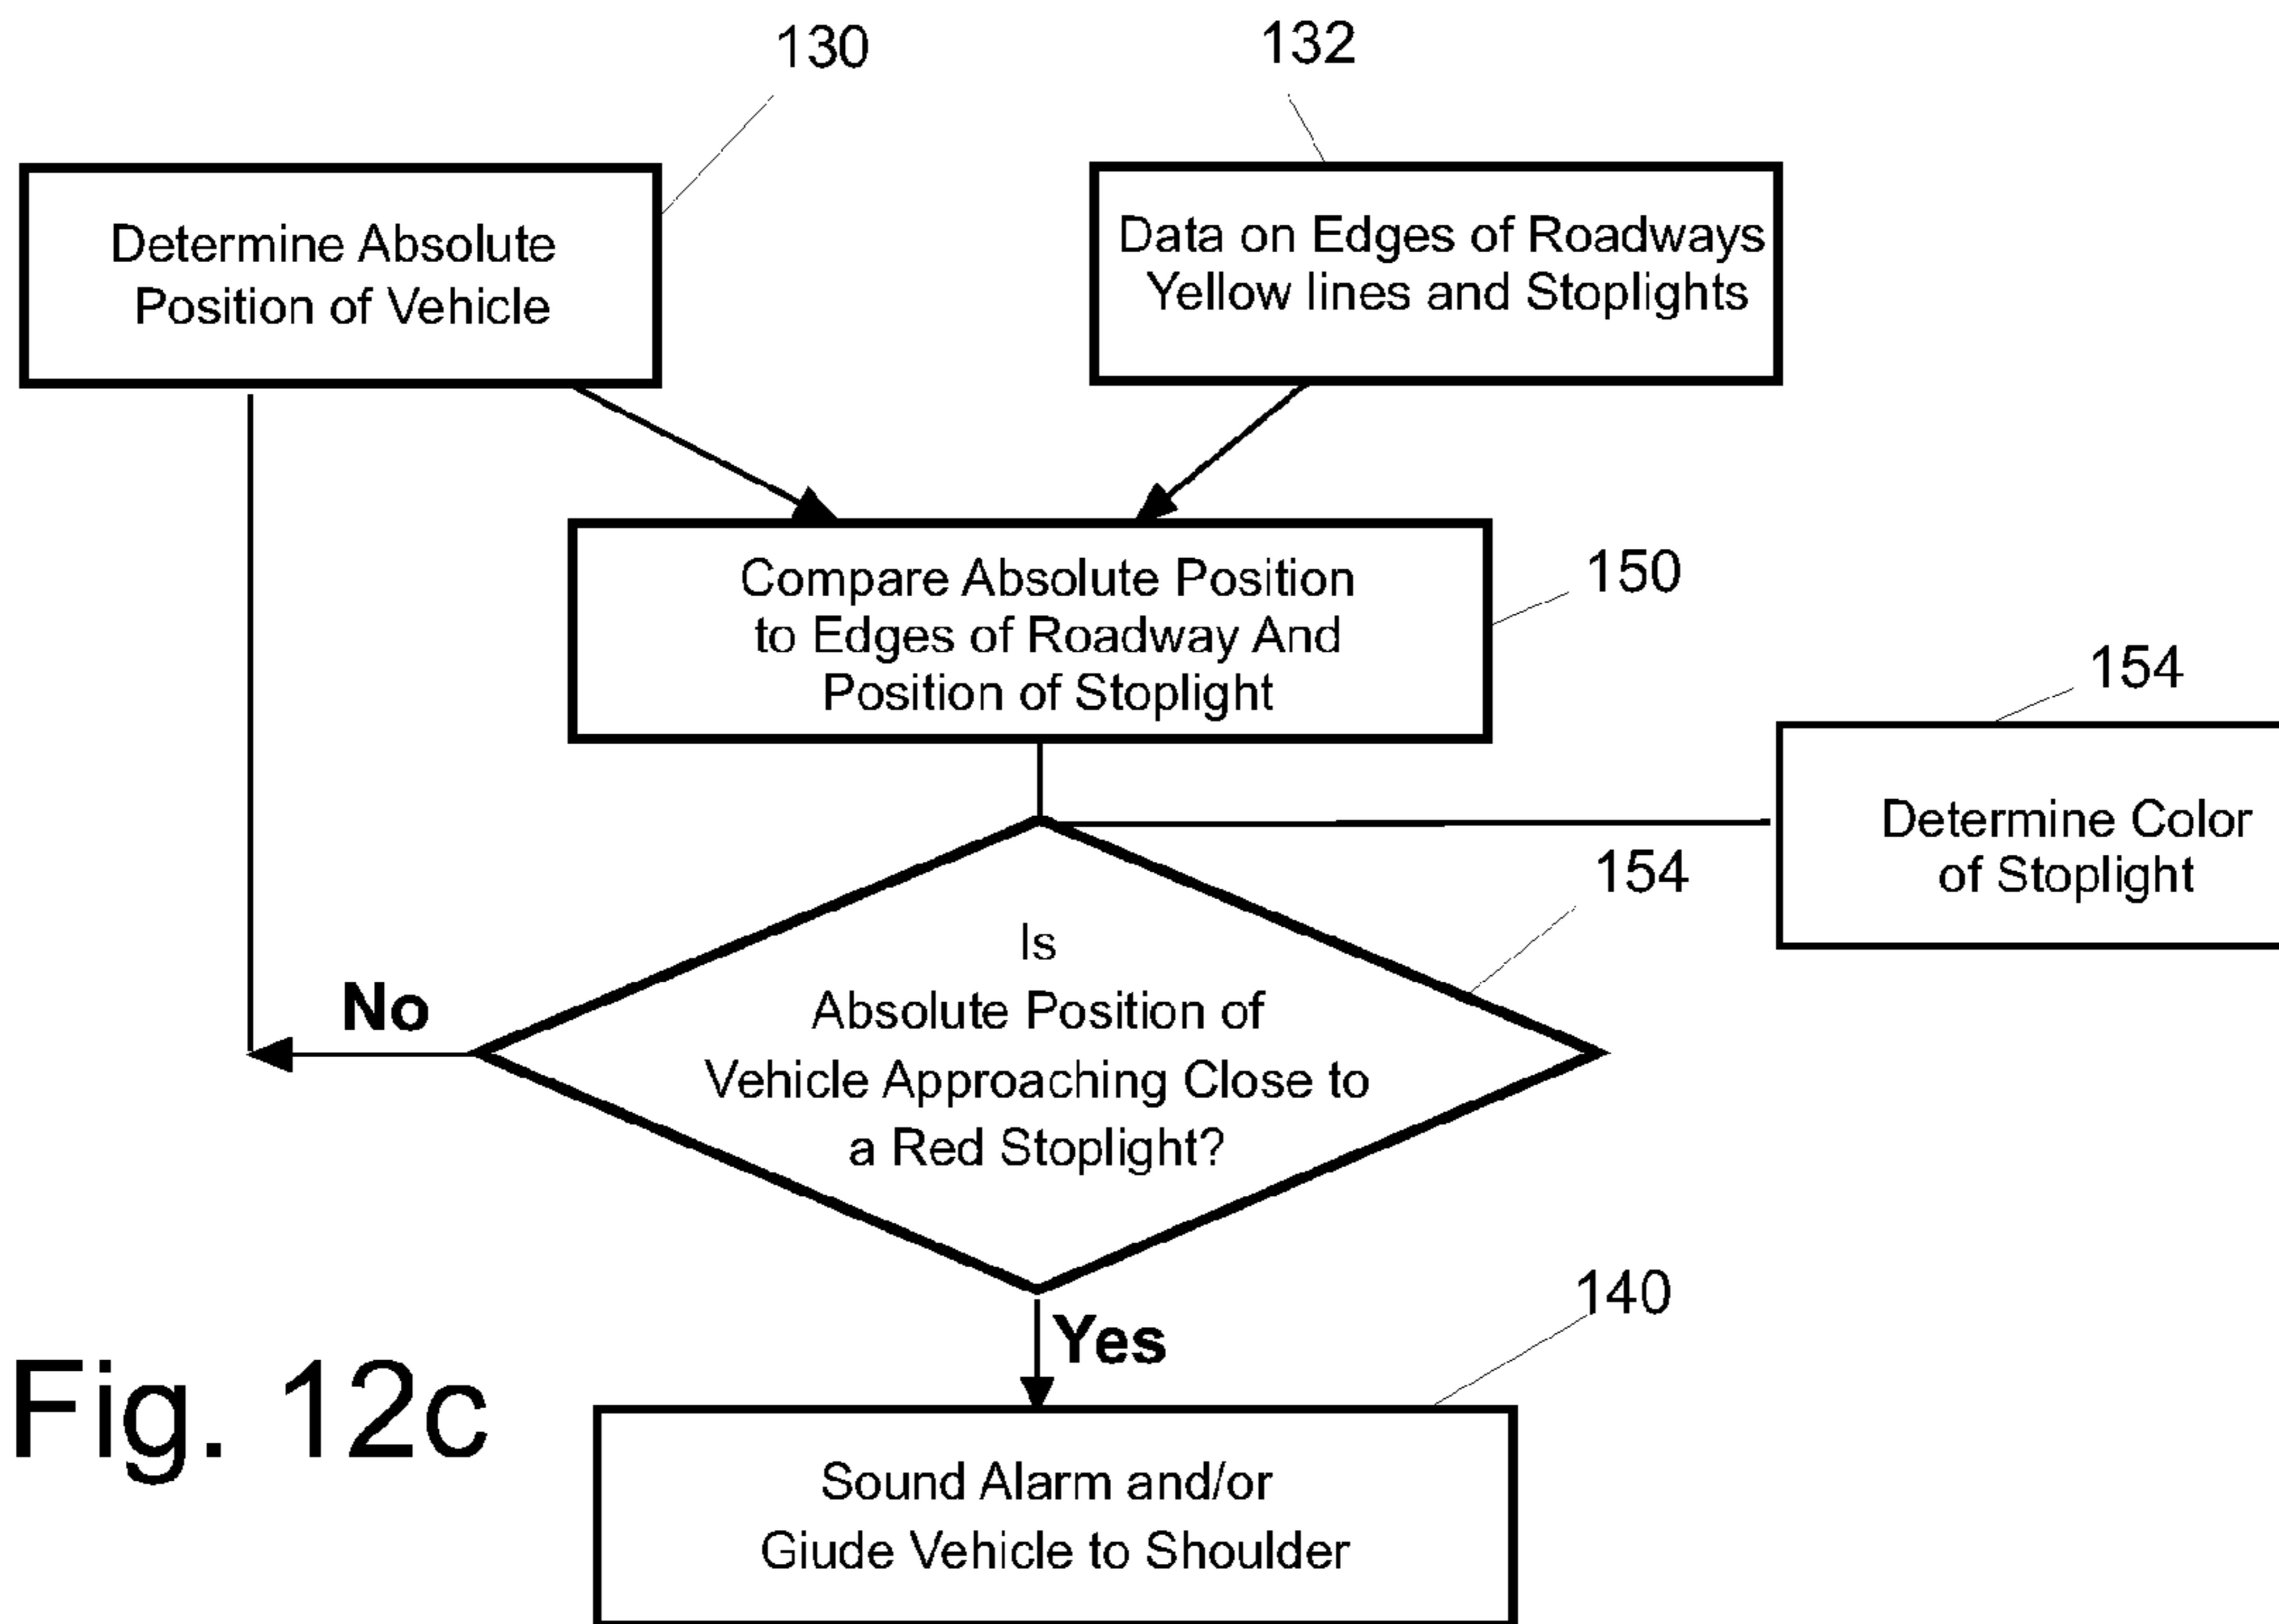 130
132
Determine Absolute
Position of Vehicle
Data on Edges of Roadways
Yellow lines and Stoplights
Compare Absolute Position
to Edges of Roadway And
Position of Stoplight
150
154
Determine Color
of Stoplight
154
Is
Absolute Position of
Vehicle Approaching Close to
a Red Stoplight?
No
Yes
140
Sound Alarm and/or
Giude Vehicle to Shoulder
Fig. 12c